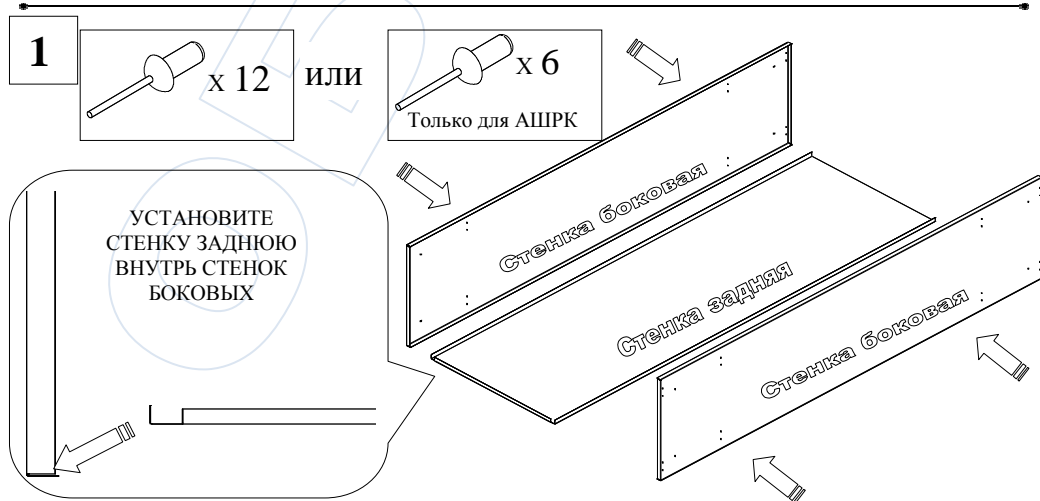 1
X 12
или
X 6
Только для АШРК
УСТАНОВИТЕ
СТЕНКУ ЗАДНЮЮ
ВНУТРЬ СТЕНОК
БОКОВЫХ
Стенка боковая
Стенка задняя
Стенка боковая